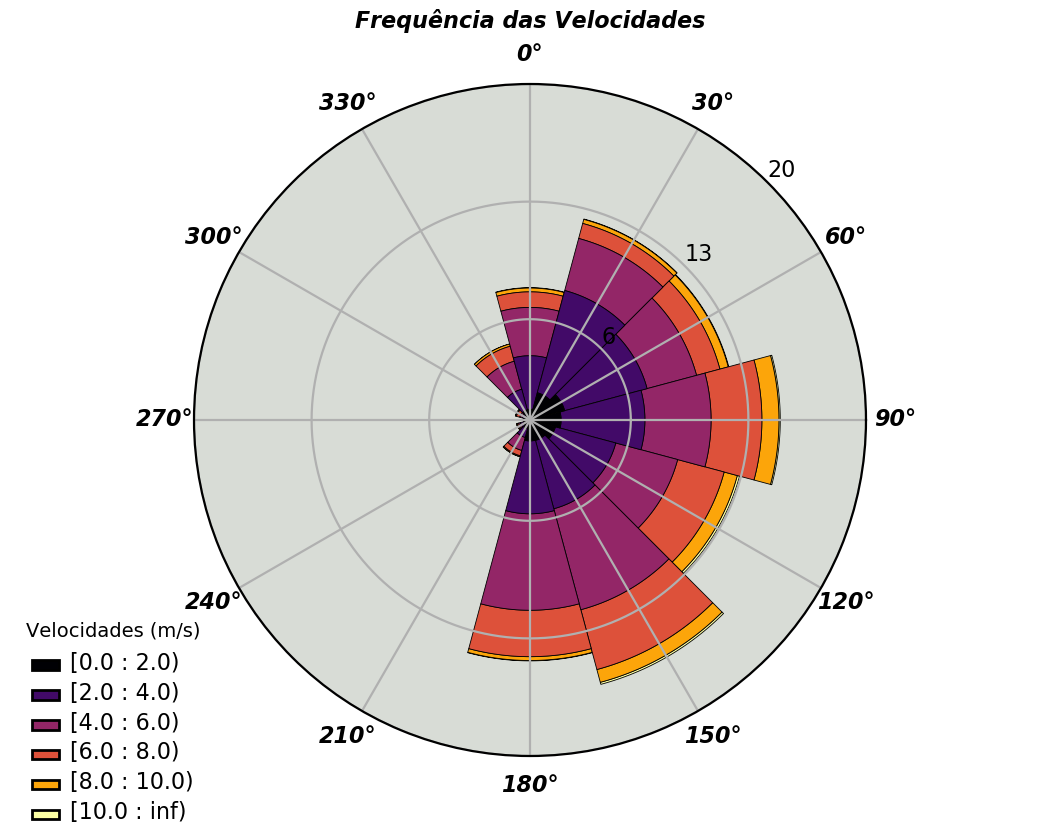 Frequência das Velocidades
0°
330°
30°
20
300°
60°
13
6
270°
90°
240°
120°
210°
150°
180°
Velocidades (m/s)
[0.0 : 2.0)
[2.0 : 4.0)
[4.0 : 6.0)
[6.0 : 8.0)
[8.0 : 10.0)
[10.0 : inf)